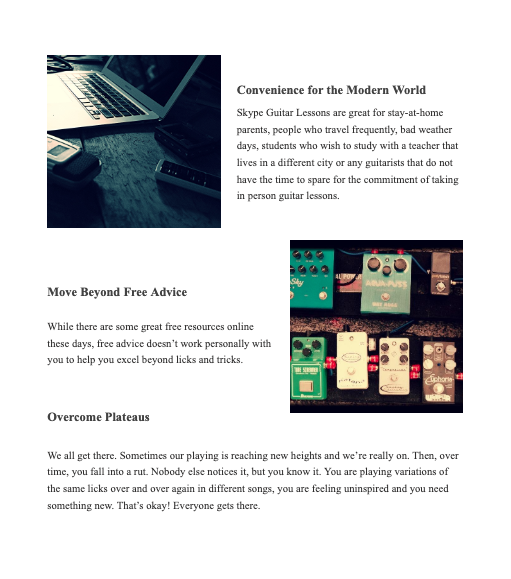 Convenience for the Modern World
Skype Guitar Lessons are great for stay-at-home
parents, people who travel frequently, bad weather
days, students who wish to study with a teacher that
lives in a different city or any guitarists that do not
have the time to spare for the commitment of taking
in person guitar lessons.
Move Beyond Free Advice
While there are some great free resources online
these days, free advice doesn’t work personally with
you to help you excel beyond licks and tricks.
Sky
AL POWER
AQUA-PUSS
Euphoria
Overcome Plateaus
We all get there. Sometimes our playing is reaching new heights and we’re really on. Then, over
time, you fall into a rut. Nobody else notices it, but you know it. You are playing variations of
the same licks over and over again in different songs, you are feeling uninspired and you need
something new. That’s okay! Everyone gets there.